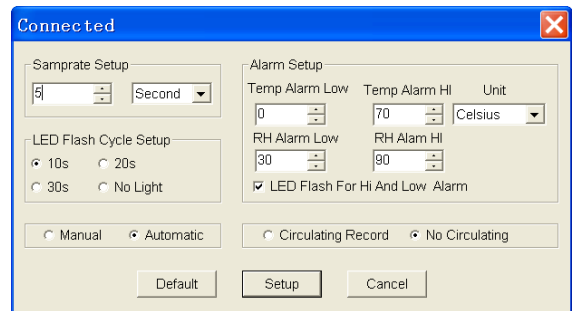 Connected
Samprate Setup
5 Second
Alarm Setup
Temp Alarm Low Temp Alarm HI Unit
0 70 Celsius
RH Alarm Low RH Alam HI
30 90
LED Flash For Hi And Low Alarm
LED Flash Cycle Setup
10s 20s
30s No Light
Manual Automatic
Circulating Record No Circulating
Default Setup Cancel